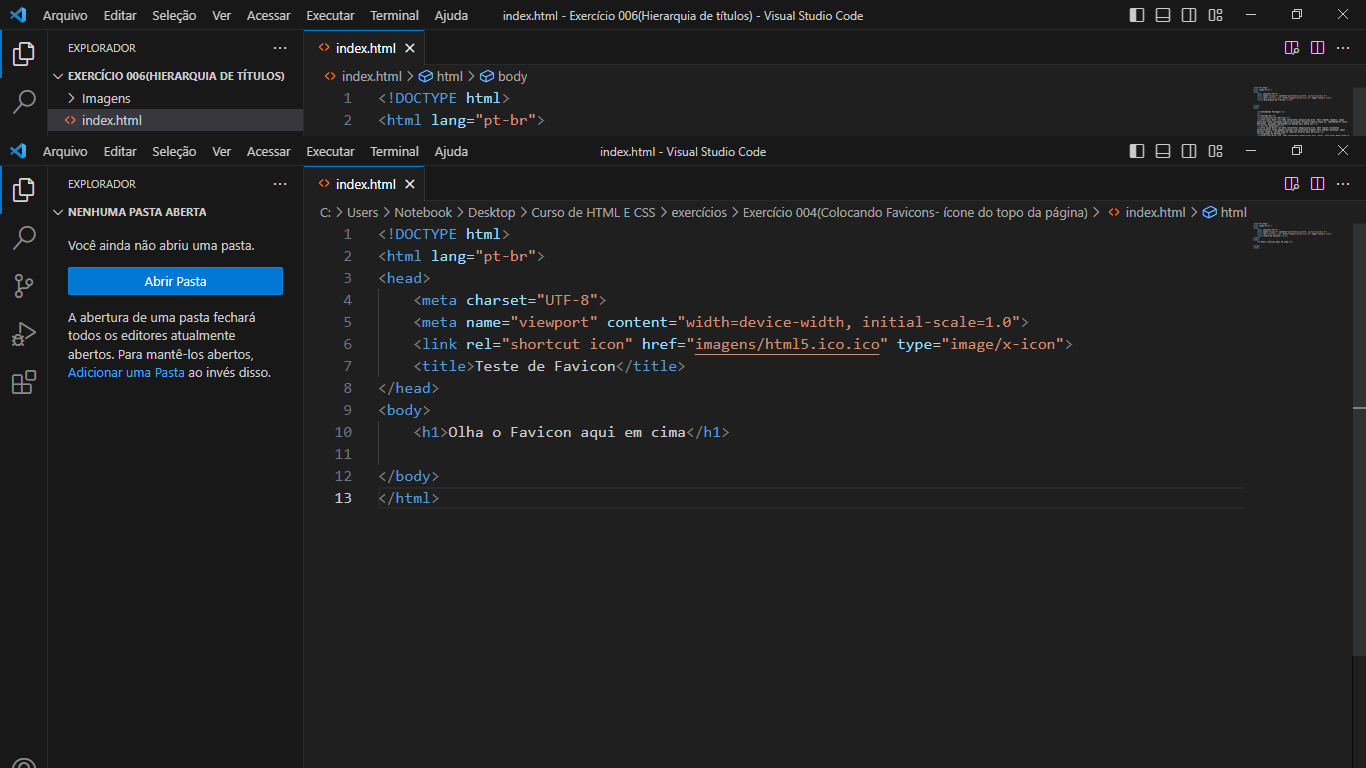 Arquivo Editar Seleção Ver Acessar Executar Terminal Ajuda index.html - Exercício 006(Hierarquia de títulos) - Visual Studio Code
EXPLORADOR
index.html
EXERCÍCIO 006(HIERARQUIA DE TÍTULOS)
index.html > html > body
Imagens
1 <!DOCTYPE html>
index.html
2 <html lang="pt-br">
Arquivo Editar Seleção Ver Acessar Executar Terminal Ajuda index.html - Visual Studio Code
EXPLORADOR
index.html
NENHUMA PASTA ABERTA
C: > Users > Notebook > Desktop > Curso de HTML E CSS > exercícios > Exercício 004(Colocando Favicons- ícone do topo da página) > index.html > html
Você ainda não abriu uma pasta.
Abrir Pasta
A abertura de uma pasta fechará
todos os editores atualmente
abertos. Para mantê-los abertos,
Adicionar uma Pasta ao invés disso.
1 <!DOCTYPE html>
2 <html lang="pt-br">
3 <head>
4 <meta charset="UTF-8">
5 <meta name="viewport" content="width=device-width, initial-scale=1.0">
6 <link rel="shortcut icon" href="imagens/html5.ico.ico" type="image/x-icon">
7 <title>Teste de Favicon</title>
8 </head>
9 <body>
10 <h1>Olha o Favicon aqui em cima</h1>
11
12 </body>
13 </html>